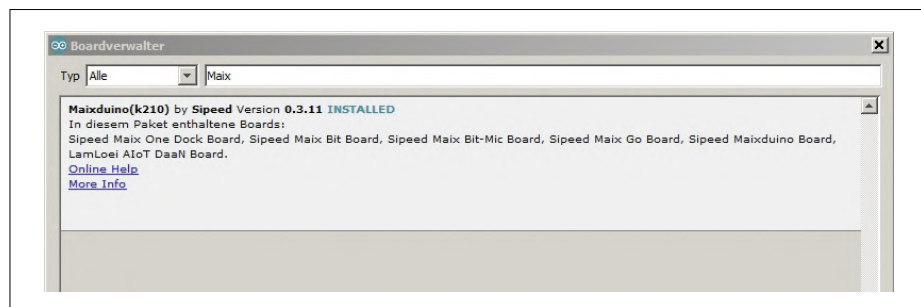 Boardverwalter
Typ Alle Maix
Maixduino(k210) by Sipeed Version 0.3.11 INSTALLED
In diesem Paket enthaltene Boards:
Sipeed Maix One Dock Board, Sipeed Maix Bit Board, Sipeed Maix Bit-Mic Board, Sipeed Maix Go Board, Sipeed Maixduino Board,
LamLoei AIoT DaaN Board.
Online Help
More Info